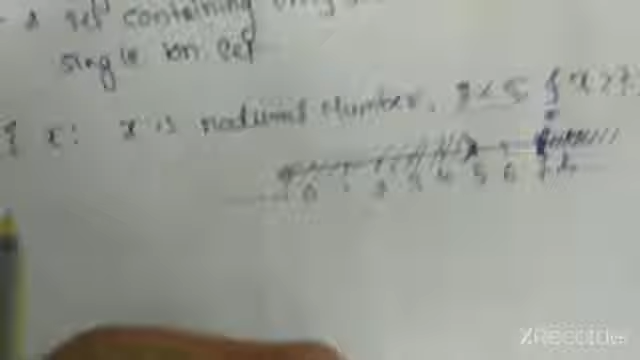 a set containing only
single ton set
{ x : x is natural number, x < 5 { x > 7
0 1 2 3 4 5 6 7 8
XRecorder